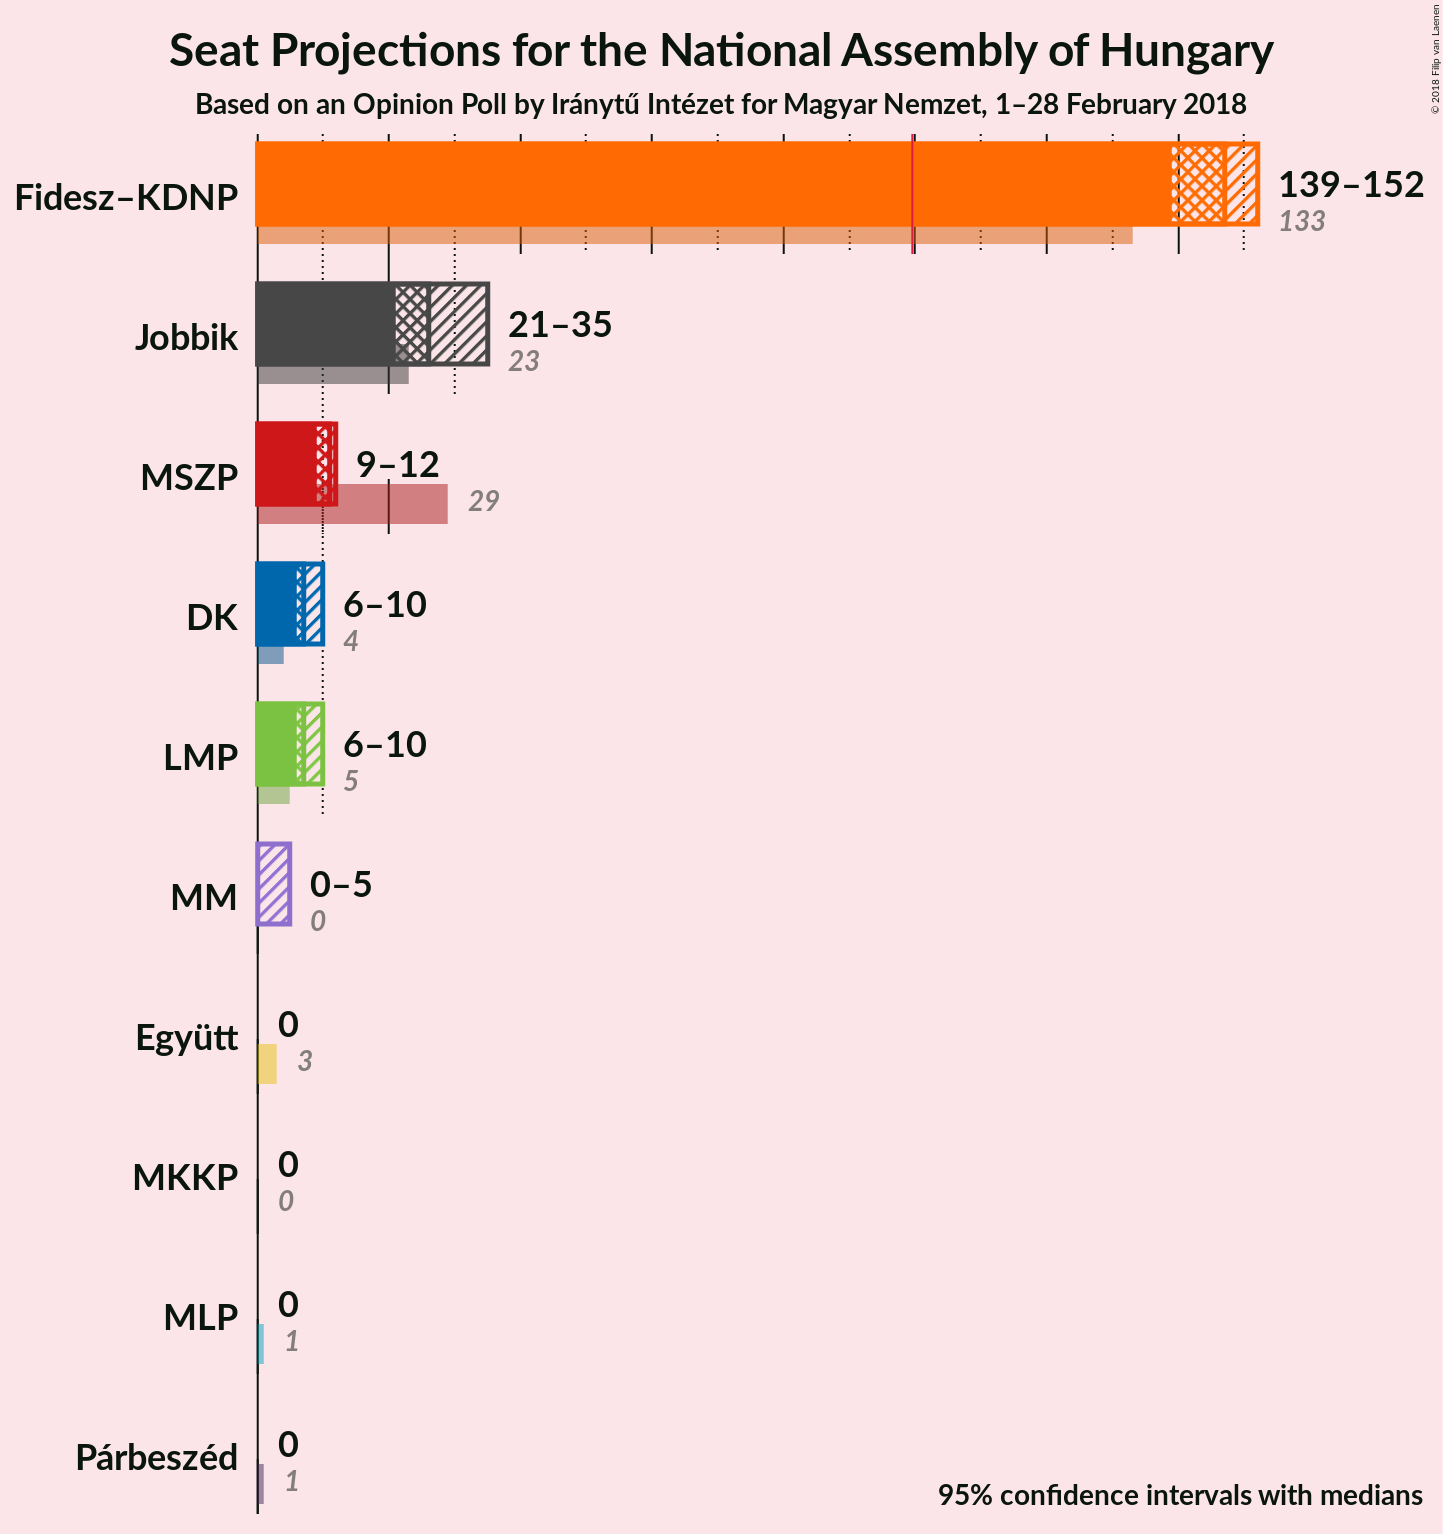 Seat Projections for the National Assembly of Hungary
Based on an Opinion Poll by Iránytű Intézet for Magyar Nemzet, 1–28 February 2018
© 2018 Filip van Laenen
Fidesz–KDNP
139–152
133
Jobbik
21–35
23
MSZP
9–12
29
DK
6–10
4
LMP
6–10
5
MM
0–5
0
Együtt
0
3
MKKP
0
0
MLP
0
1
Párbeszéd
0
1
95% confidence intervals with medians